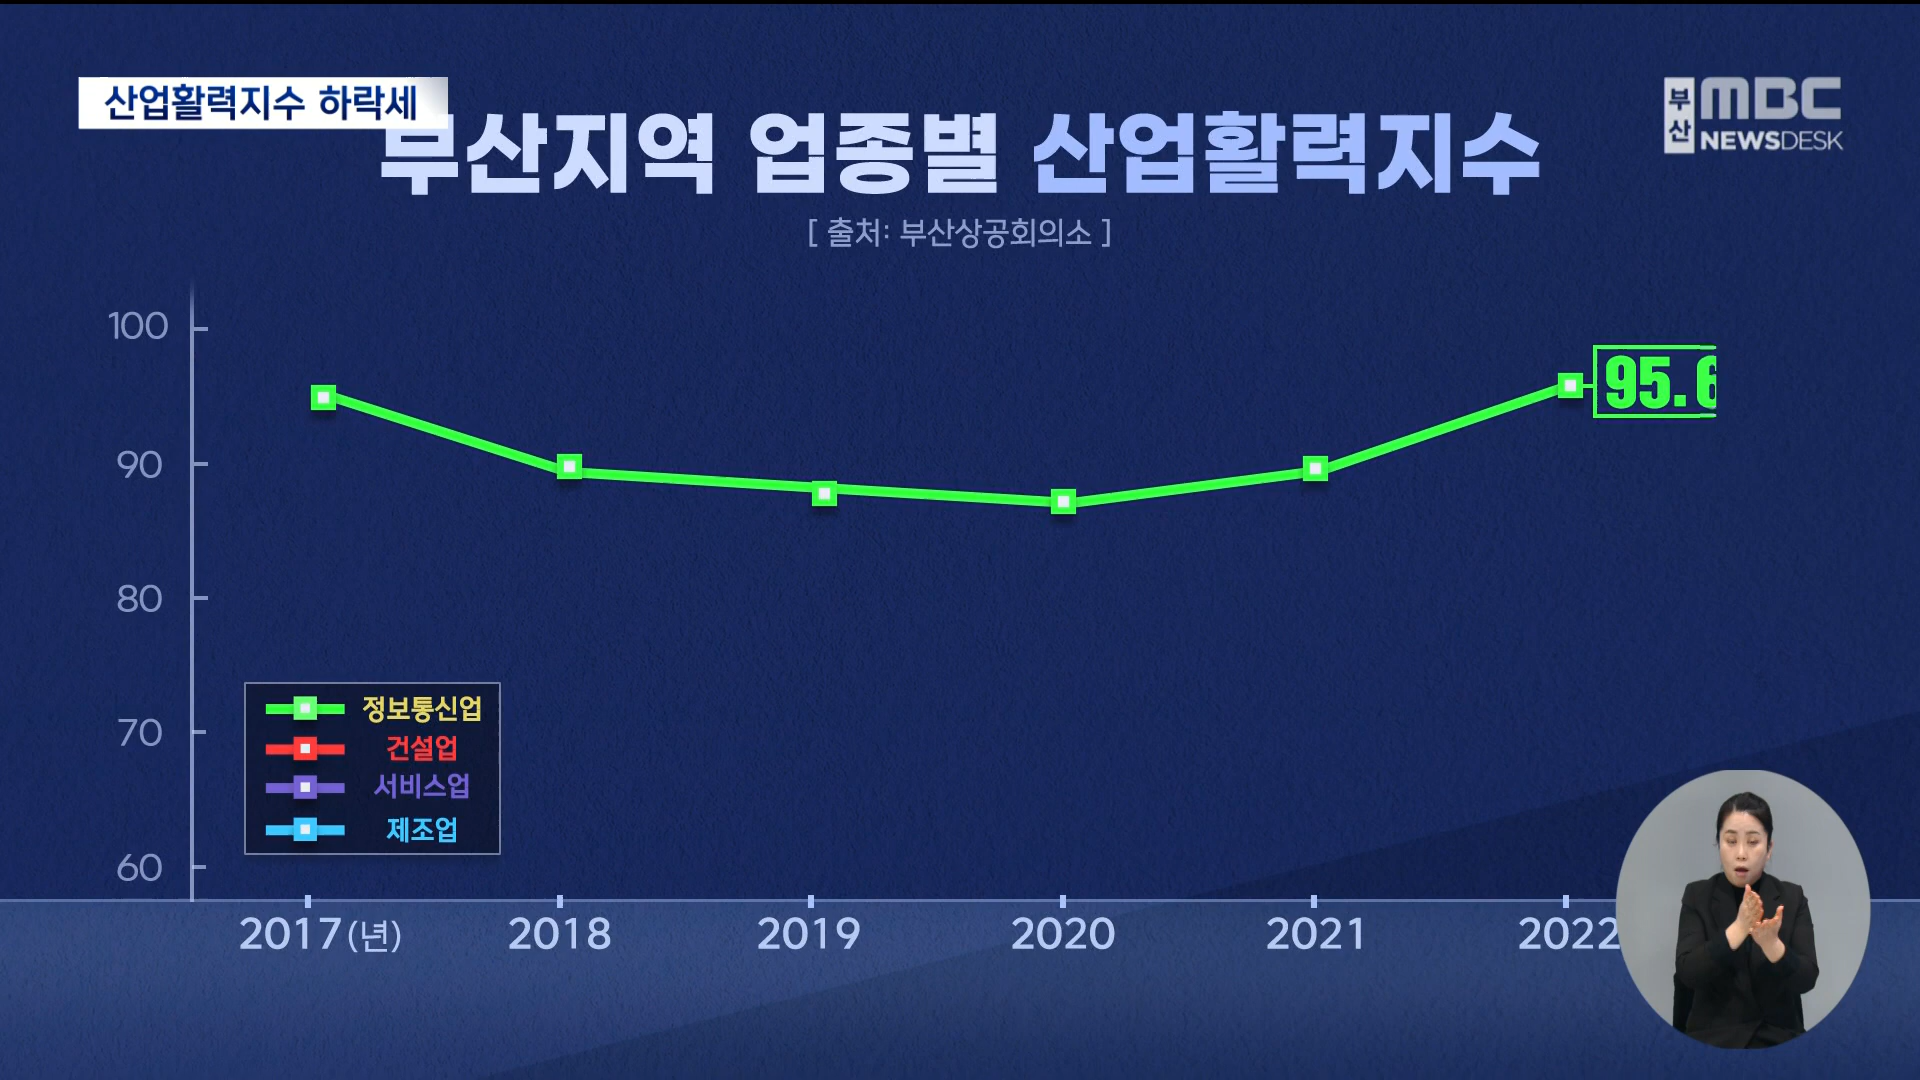 산업활력지수 하락세
부산 MBC
NEWSDESK
부산지역 업종별 산업활력지수
[ 출처: 부산상공회의소 ]
100
90
80
70
60
95.6
정보통신업
건설업
서비스업
제조업
2017(년) 2018 2019 2020 2021 2022